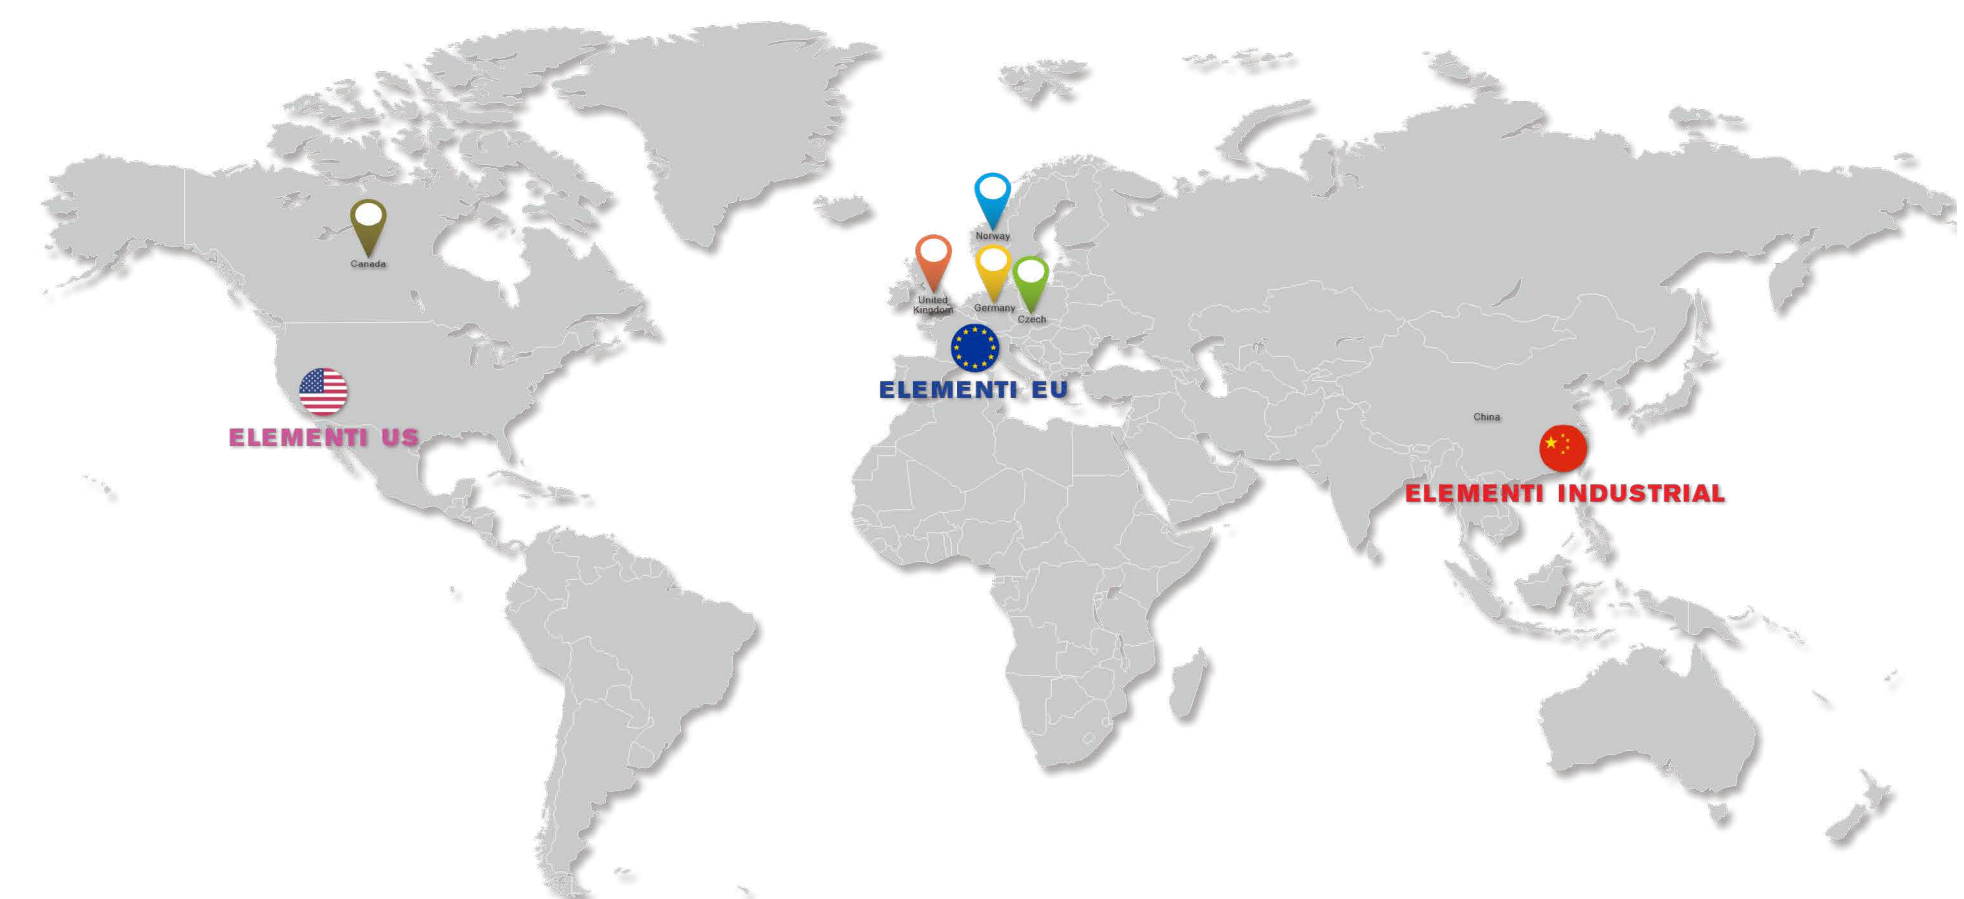 Norway
Canada
United
Kingdom
Germany
Czech
ELEMENTI EU
China
ELEMENTI US
ELEMENTI INDUSTRIAL